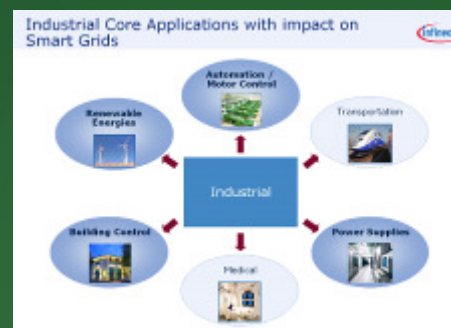 Industrial Core Applications with impact on
Smart Grids
Infineon
Automation /
Motor Control
Renewable
Energies
Transportation
Industrial
Building Control
Power Supplies
Medical